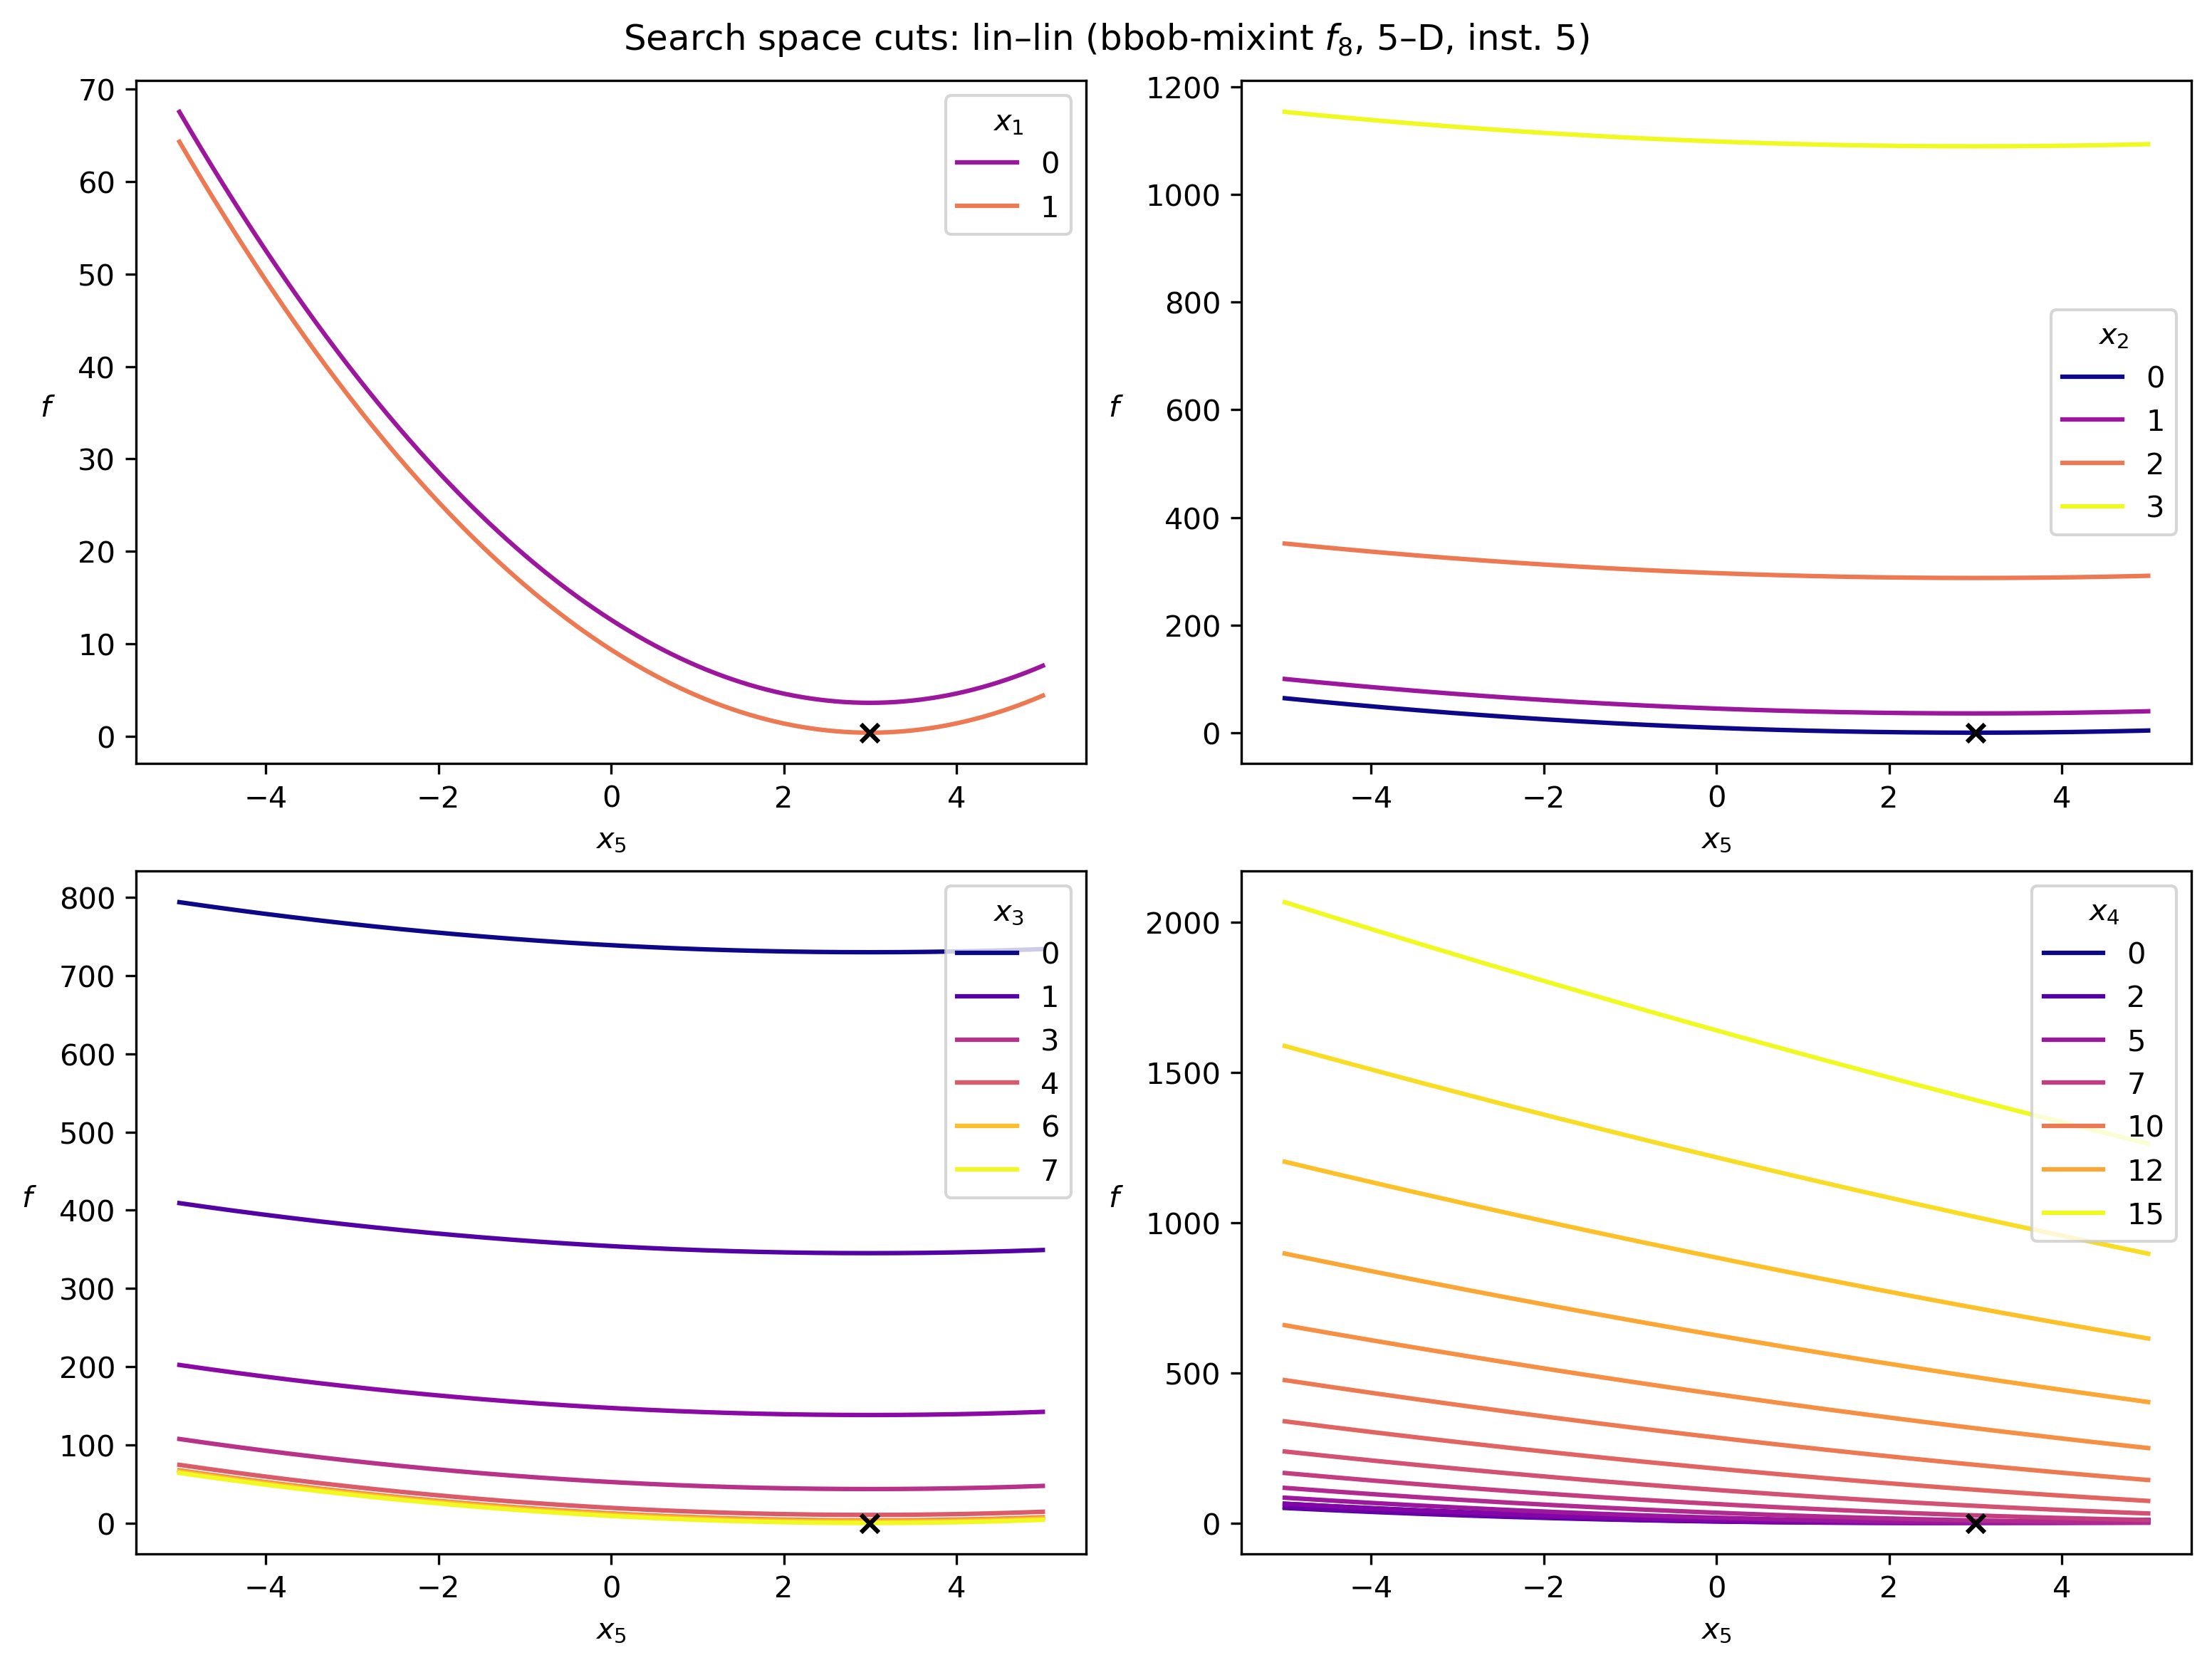 Search space cuts: lin–lin (bbob-mixint f₈, 5–D, inst. 5)
70
60
50
40
30
20
10
0
f
−4 −2 0 2 4
x₅
x₁
0
1
1200
1000
800
600
400
200
0
f
−4 −2 0 2 4
x₅
x₂
0
1
2
3
800
700
600
500
400
300
200
100
0
f
−4 −2 0 2 4
x₅
x₃
0
1
3
4
6
7
2000
1500
1000
500
0
f
−4 −2 0 2 4
x₅
x₄
0
2
5
7
10
12
15